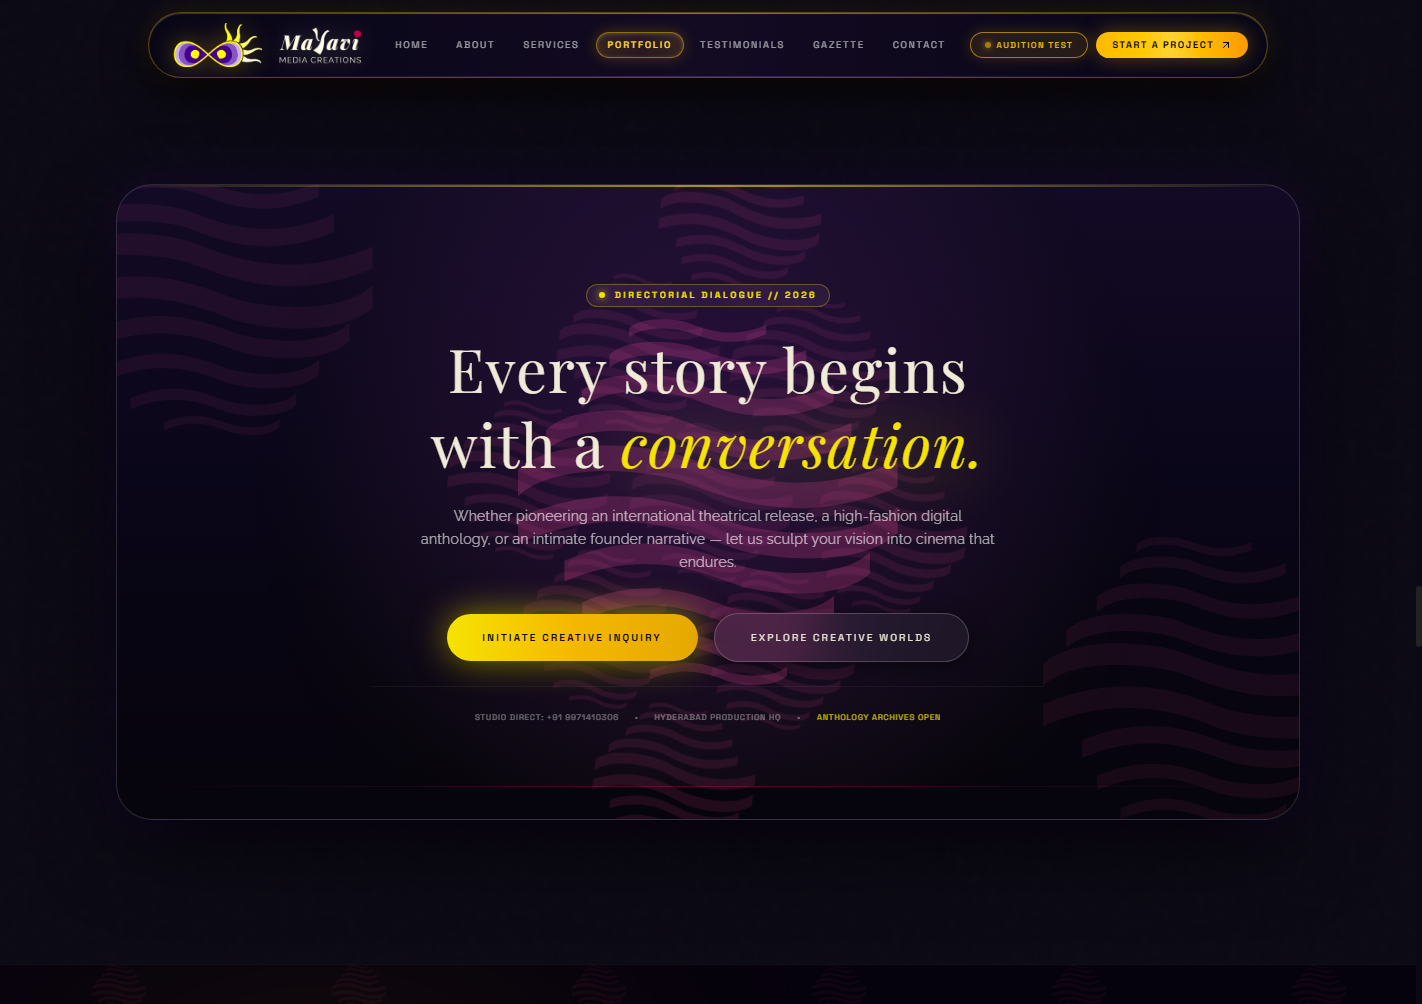 Mayavi
MEDIA CREATIONS
HOME
ABOUT
SERVICES
PORTFOLIO
TESTIMONIALS
GAZETTE
CONTACT
AUDITION TEST
START A PROJECT
DIRECTORIAL DIALOGUE // 2026
Every story begins
with a conversation.
Whether pioneering an international theatrical release, a high-fashion digital
anthology, or an intimate founder narrative — let us sculpt your vision into cinema that
endures.
INITIATE CREATIVE INQUIRY
EXPLORE CREATIVE WORLDS
STUDIO DIRECT: +91 9971410306 • HYDERABAD PRODUCTION HQ • ANTHOLOGY ARCHIVES OPEN